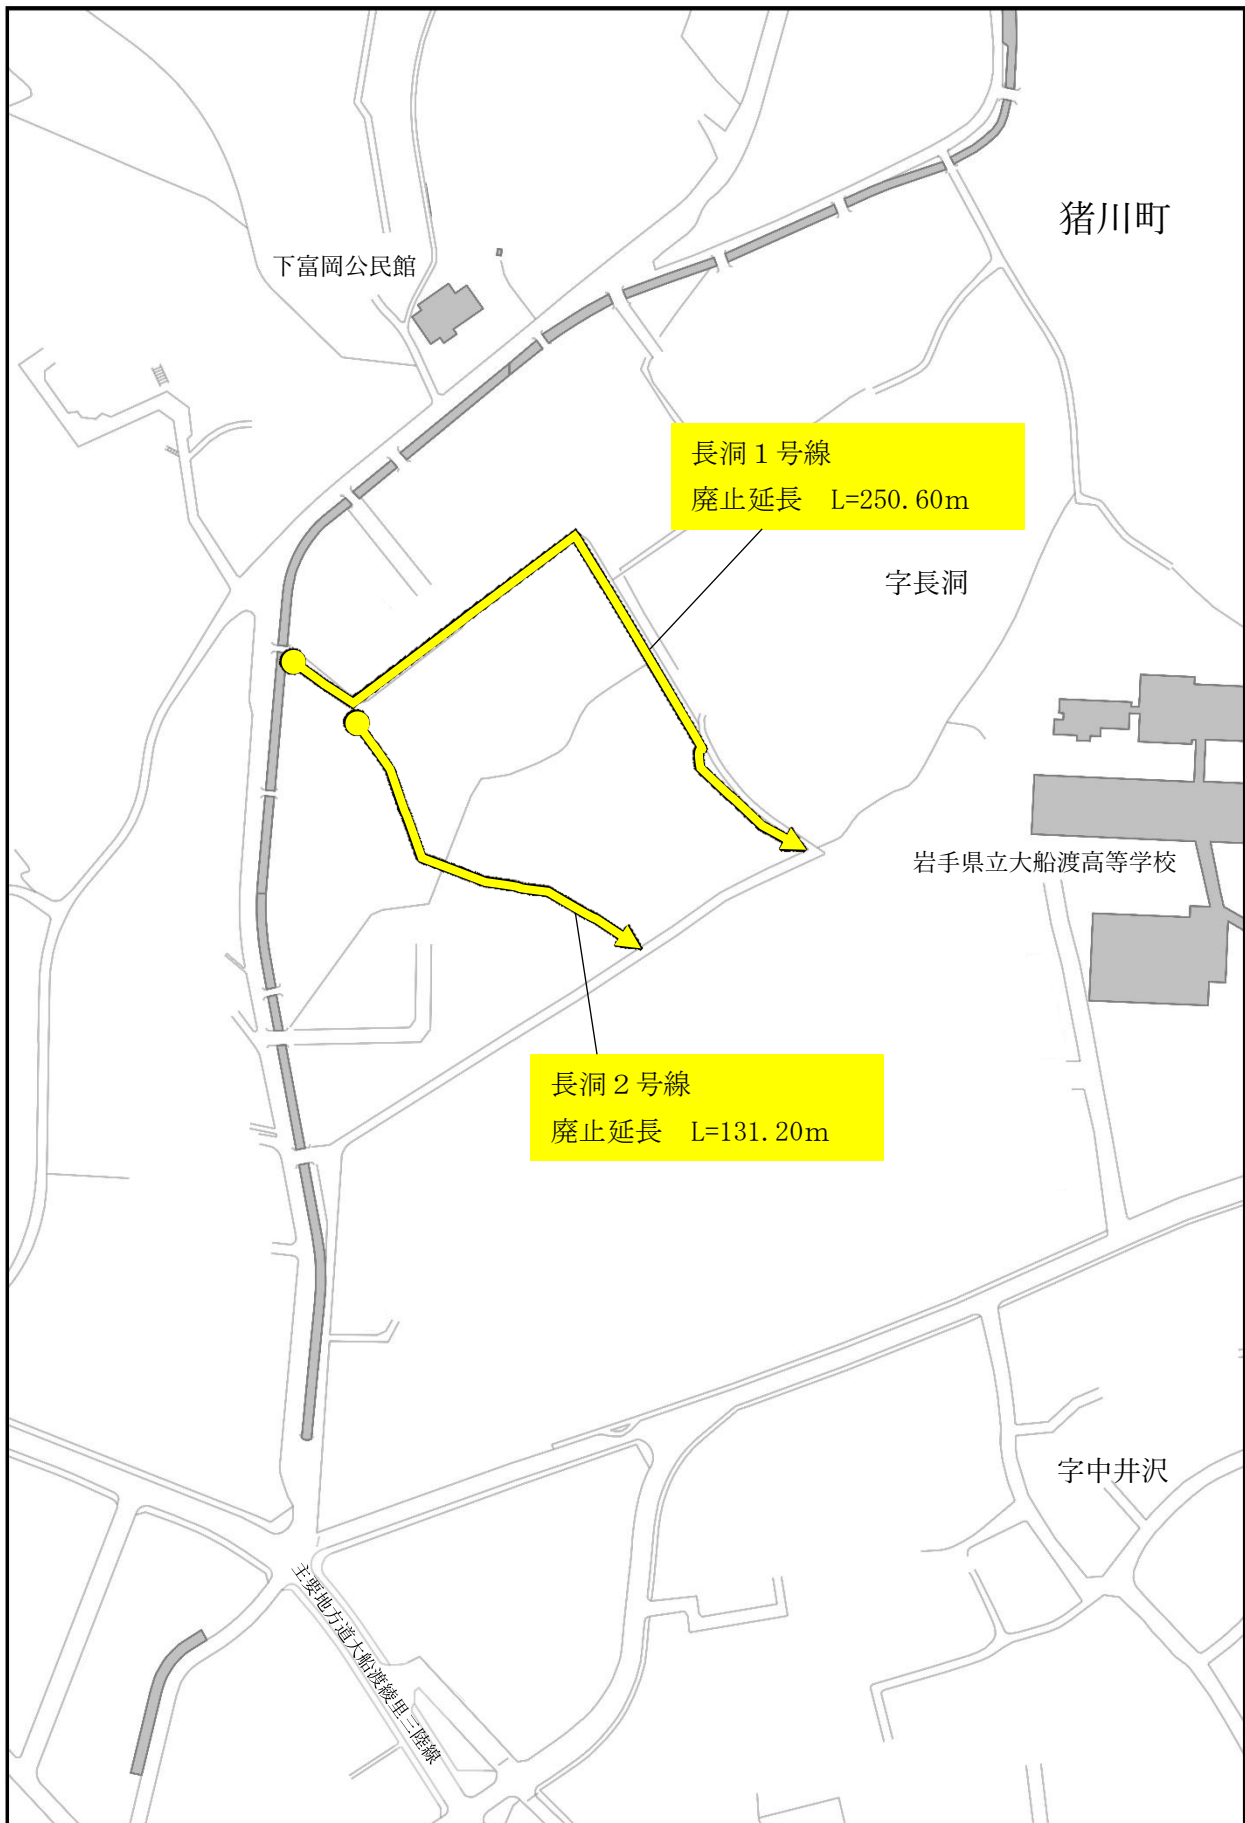 猪川町
下富岡公民館
長洞１号線
廃止延長　L=250.60m
字長洞
岩手県立大船渡高等学校
長洞２号線
廃止延長　L=131.20m
字中井沢
主要地方道大船渡綾里三陸線